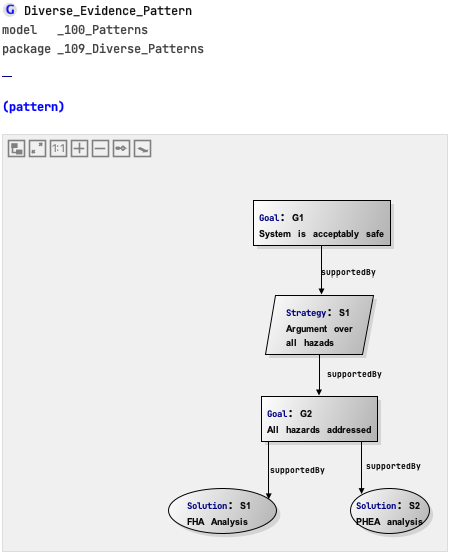 G Diverse_Evidence_Pattern
model _100_Patterns
package _109_Diverse_Patterns
(pattern)
1:1
Goal: G1
System is acceptably safe
supportedBy
Strategy: S1
Argument over
all hazads
supportedBy
Goal: G2
All hazards addressed
supportedBy
supportedBy
Solution: S1
FHA Analysis
Solution: S2
PHEA analysis